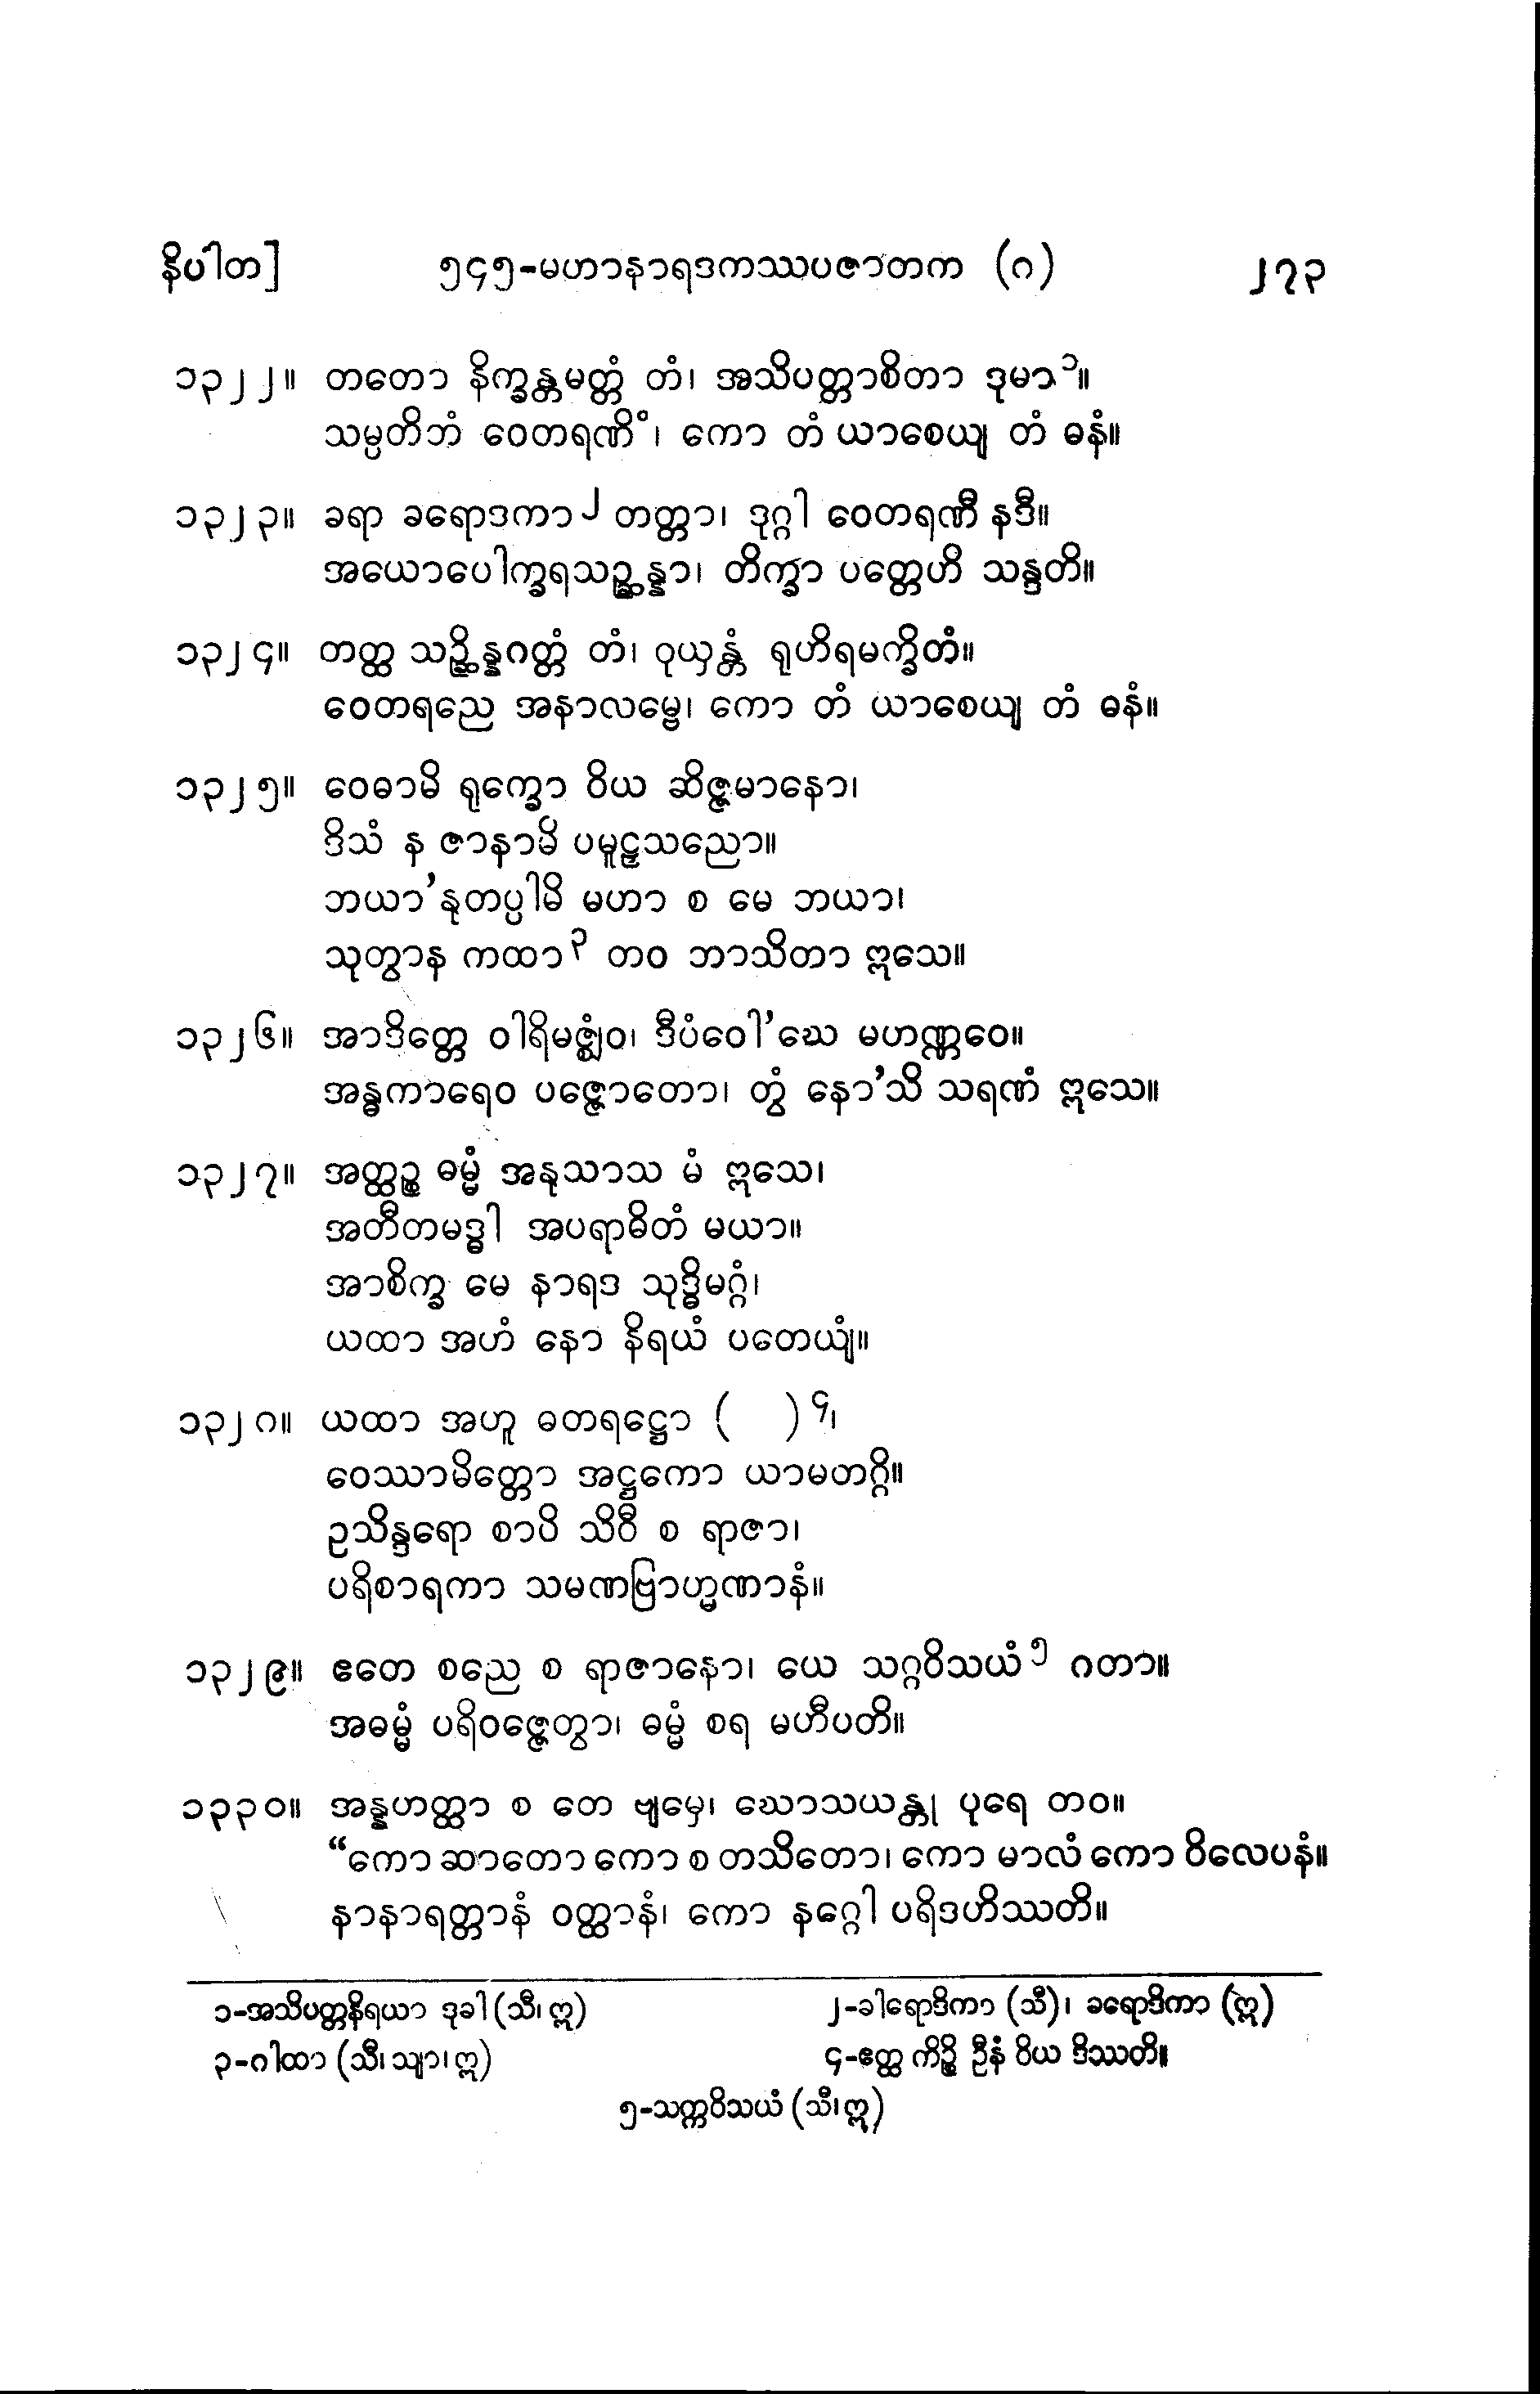 နိပါတ] ၅၄၅-မဟာနာရဒကဿပဇာတက (၈) ၂၇၃
၁၃၂၂။ တတော နိက္ခန္တမတ္တံ တံ၊ အသိပတ္တာစိတာ ဒုမာ၁။
သမ္ပတိဘံ ဝေတရဏိံ၊ ကော တံ ယာစေယျ တံ ဓနံ။
၁၃၂၃။ ခရာ ခရောဒကာ၂ တတ္တာ၊ ဒုဂ္ဂါ ဝေတရဏီ နဒီ။
အယောပေါက္ခရသဉ္ဆန္နာ၊ တိက္ခာ ပတ္တေဟိ သန္ဒတိ။
၁၃၂၄။ တတ္ထ သဉ္ဆိန္နဂတ္တံ တံ၊ ဝုယှန္တံ ရုဟိရမက္ခိတံ။
ဝေတရညေ အနာလမ္ဗေ၊ ကော တံ ယာစေယျ တံ ဓနံ။
၁၃၂၅။ ဝေဓာမိ ရုက္ခော ဝိယ ဆိဇ္ဇမာနော၊
ဒိသံ န ဇာနာမိ ပမူဠှသညော။
ဘယာ’နုတပ္ပါမိ မဟာ စ မေ ဘယာ၊
သုတွာန ကထာ၃ တဝ ဘာသိတာ ဣသေ။
၁၃၂၆။ အာဒိတ္တေ ဝါရိမဇ္ဈံဝ၊ ဒီပံဝေါ’ဃေ မဟဏ္ဏဝေ။
အန္ဓကာရေဝ ပဇ္ဇောတော၊ တွံ နော’သိ သရဏံ ဣသေ။
၁၃၂၇။ အတ္ထဉ္စ ဓမ္မံ အနုသာသ မံ ဣသေ၊
အတီတမဒ္ဓါ အပရာဓိတံ မယာ။
အာစိက္ခ မေ နာရဒ သုဒ္ဓိမဂ္ဂံ၊
ယထာ အဟံ နော နိရယံ ပတေယျံ။
၁၃၂၈။ ယထာ အဟူ ဓတရဋ္ဌော ( )၄၊
ဝေဿာမိတ္တော အဋ္ဌကော ယာမတဂ္ဂိ။
ဥသိန္ဒရော စာပိ သိဝီ စ ရာဇာ၊
ပရိစာရကာ သမဏဗြာဟ္မဏာနံ။
၁၃၂၉။ ဧတေ စညေ စ ရာဇာနော၊ ယေ သဂ္ဂဝိသယံ၅ ဂတာ။
အဓမ္မံ ပရိဝဇ္ဇေတွာ၊ ဓမ္မံ စရ မဟီပတိ။
၁၃၃၀။ အန္နဟတ္ထာ စ တေ ဗျမှေ၊ ဃောသယန္တု ပုရေ တဝ။
“ကော ဆာတော ကော စ တသိတော၊ ကော မာလံ ကော ဝိလေပနံ။
နာနာရတ္တာနံ ဝတ္ထာနံ၊ ကော နဂ္ဂေါ ပရိဒဟိဿတိ။
၁-အသိပတ္တနိရယာ ဒုခါ (သီ၊ ဣ) ၂-ခါရောဒိကာ (သီ)၊ ခရောဒိကာ (ဣ)
၃-ဂါထာ (သီ၊ သျာ၊ ဣ) ၄-ဧတ္ထ ကိဉ္စိ ဦနံ ဝိယ ဒိဿတိ။
၅-သက္ကဝိသယံ (သီ၊ ဣ)